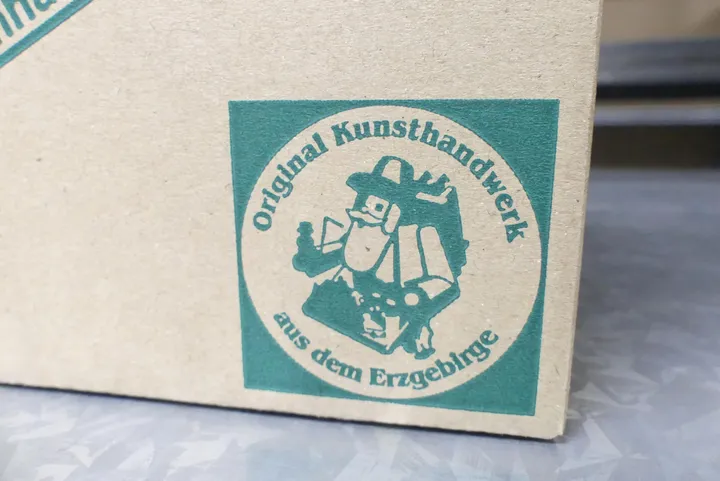 Original Kunsthandwerk
aus dem Erzgebirge